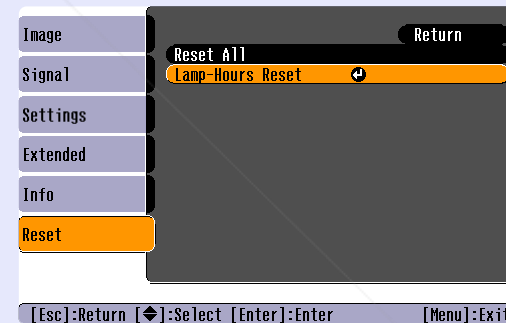 Image
Signal
Settings
Extended
Info
Reset
Return
Reset All
Lamp-Hours Reset
[Esc]:Return []:Select [Enter]:Enter [Menu]:Exit